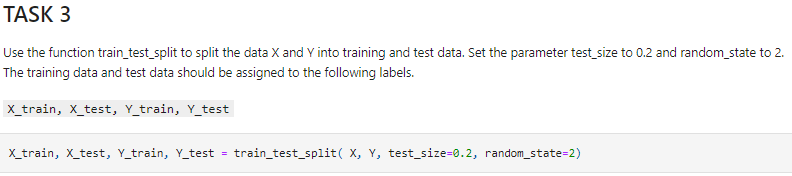 TASK 3
Use the function train_test_split to split the data X and Y into training and test data. Set the parameter test_size to 0.2 and random_state to 2.
The training data and test data should be assigned to the following labels.
X_train, X_test, Y_train, Y_test
X_train, X_test, Y_train, Y_test = train_test_split( X, Y, test_size=0.2, random_state=2)